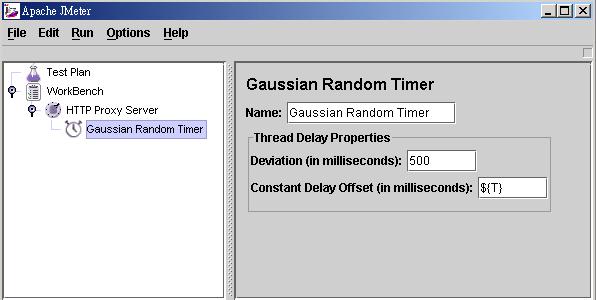 Apache JMeter
File Edit Run Options Help
Test Plan
WorkBench
HTTP Proxy Server
Gaussian Random Timer
Gaussian Random Timer
Name: Gaussian Random Timer
Thread Delay Properties
Deviation (in milliseconds): 500
Constant Delay Offset (in milliseconds): ${T}